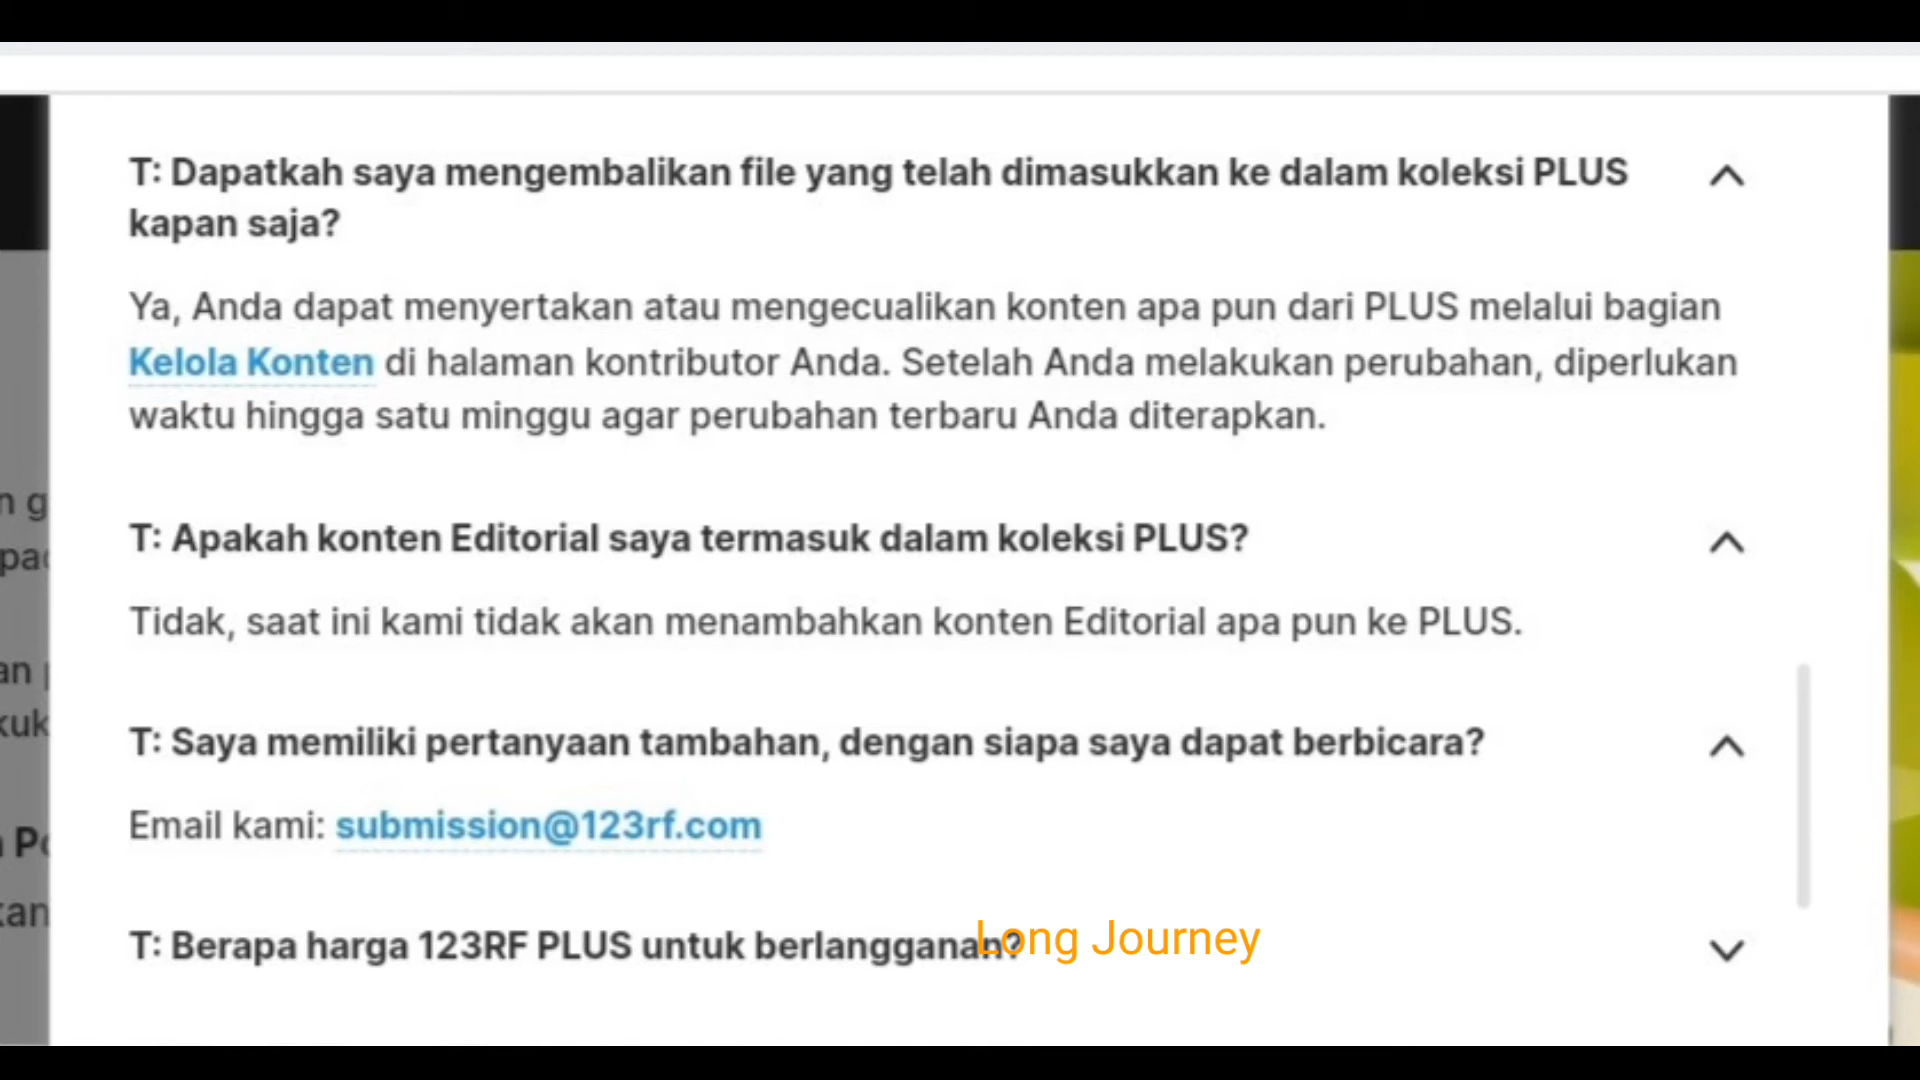 T: Dapatkah saya mengembalikan file yang telah dimasukkan ke dalam koleksi PLUS
kapan saja?
Ya, Anda dapat menyertakan atau mengecualikan konten apa pun dari PLUS melalui bagian
Kelola Konten di halaman kontributor Anda. Setelah Anda melakukan perubahan, diperlukan
waktu hingga satu minggu agar perubahan terbaru Anda diterapkan.
T: Apakah konten Editorial saya termasuk dalam koleksi PLUS?
Tidak, saat ini kami tidak akan menambahkan konten Editorial apa pun ke PLUS.
T: Saya memiliki pertanyaan tambahan, dengan siapa saya dapat berbicara?
Email kami: submission@123rf.com
T: Berapa harga 123RF PLUS untuk berlangganan?
Long Journey